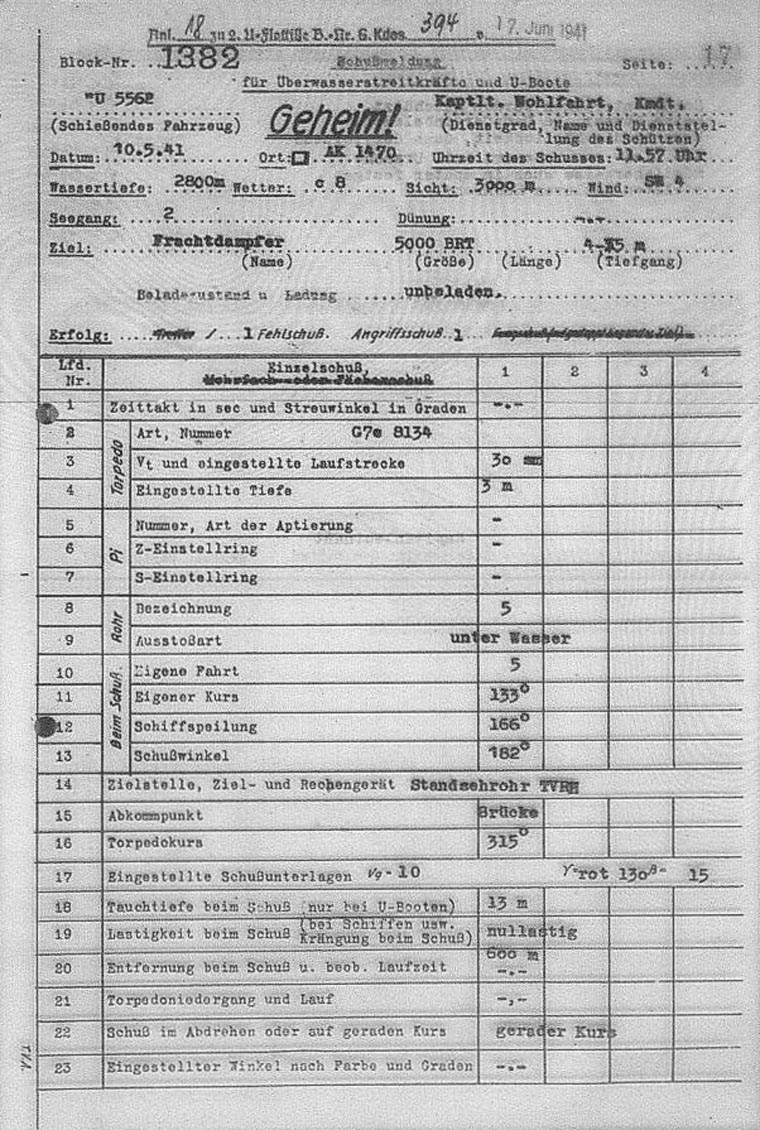 Anl. 18 zu 2. U-Flottille B.-Nr. G.Kdos. 394 v. 17. Juni 1941
Block-Nr. ..1382 Schußmeldung Seite: 17
für Überwasserstreitkräfte und U-Boote
"U 556" Kaptlt. Wohlfahrt, Kmdt.
(Schießendes Fahrzeug) Geheim! (Dienstgrad, Name und Dienststel-
lung des Schützen)
Datum: 10.5.41 Ort: AK 1470 Uhrzeit des Schusses: 11.57 Uhr
Wassertiefe: 2800m Wetter: c 8 Sicht: 3000 m Wind: SW 4
Seegang: 2 Dünung: -.-
Ziel: Frachtdampfer 5000 BRT 4-5 m
(Name) (Größe) (Länge) (Tiefgang)
Beladezustand u Ladung unbeladen.
Erfolg: Treffer / 1 Fehlschuß. Angriffsschuß 1
Lfd. Nr. Einzelschuß, 1 2 3 4
Mehrfach- oder Fächerschuß
1 Zeittakt in sec und Streuwinkel in Graden -.-
Torpedo
2 Art, Nummer G7e 8134
3 Vt und eingestellte Laufstrecke 30
4 Eingestellte Tiefe 3 m
Pi
5 Nummer, Art der Aptierung -
6 Z-Einstellring -
7 S-Einstellring -
Rohr
8 Bezeichnung 5
9 Ausstoßart unter Wasser
Beim Schuß.
10 Eigene Fahrt 5
11 Eigener Kurs 133°
12 Schiffspeilung 166°
13 Schußwinkel 182°
14 Zielstelle, Ziel- und Rechengerät Standsehrohr TVRH
15 Abkommpunkt Brücke
16 Torpedokurs 315°
17 Eingestellte Schußunterlagen Vg - 10 γ-rot 130 ß- 15
18 Tauchtiefe beim Schuß (nur bei U-Booten) 13 m
19 Lastigkeit beim Schuß (bei Schiffen usw. Krängung beim Schuß) nullastig
20 Entfernung beim Schuß u. beob. Laufzeit 600 m -.-
21 Torpedoniedergang und Lauf -.-
22 Schuß im Abdrehen oder auf geraden Kurs gerader Kurs
23 Eingestellter Winkel nach Farbe und Graden -.-